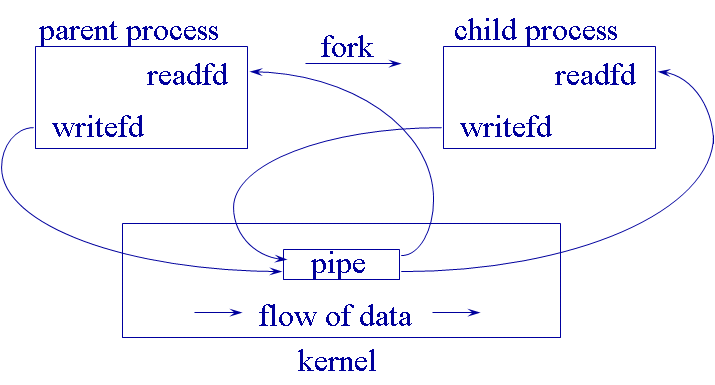 parent process
fork
child process
readfd
readfd
writefd
writefd
pipe
flow of data
kernel